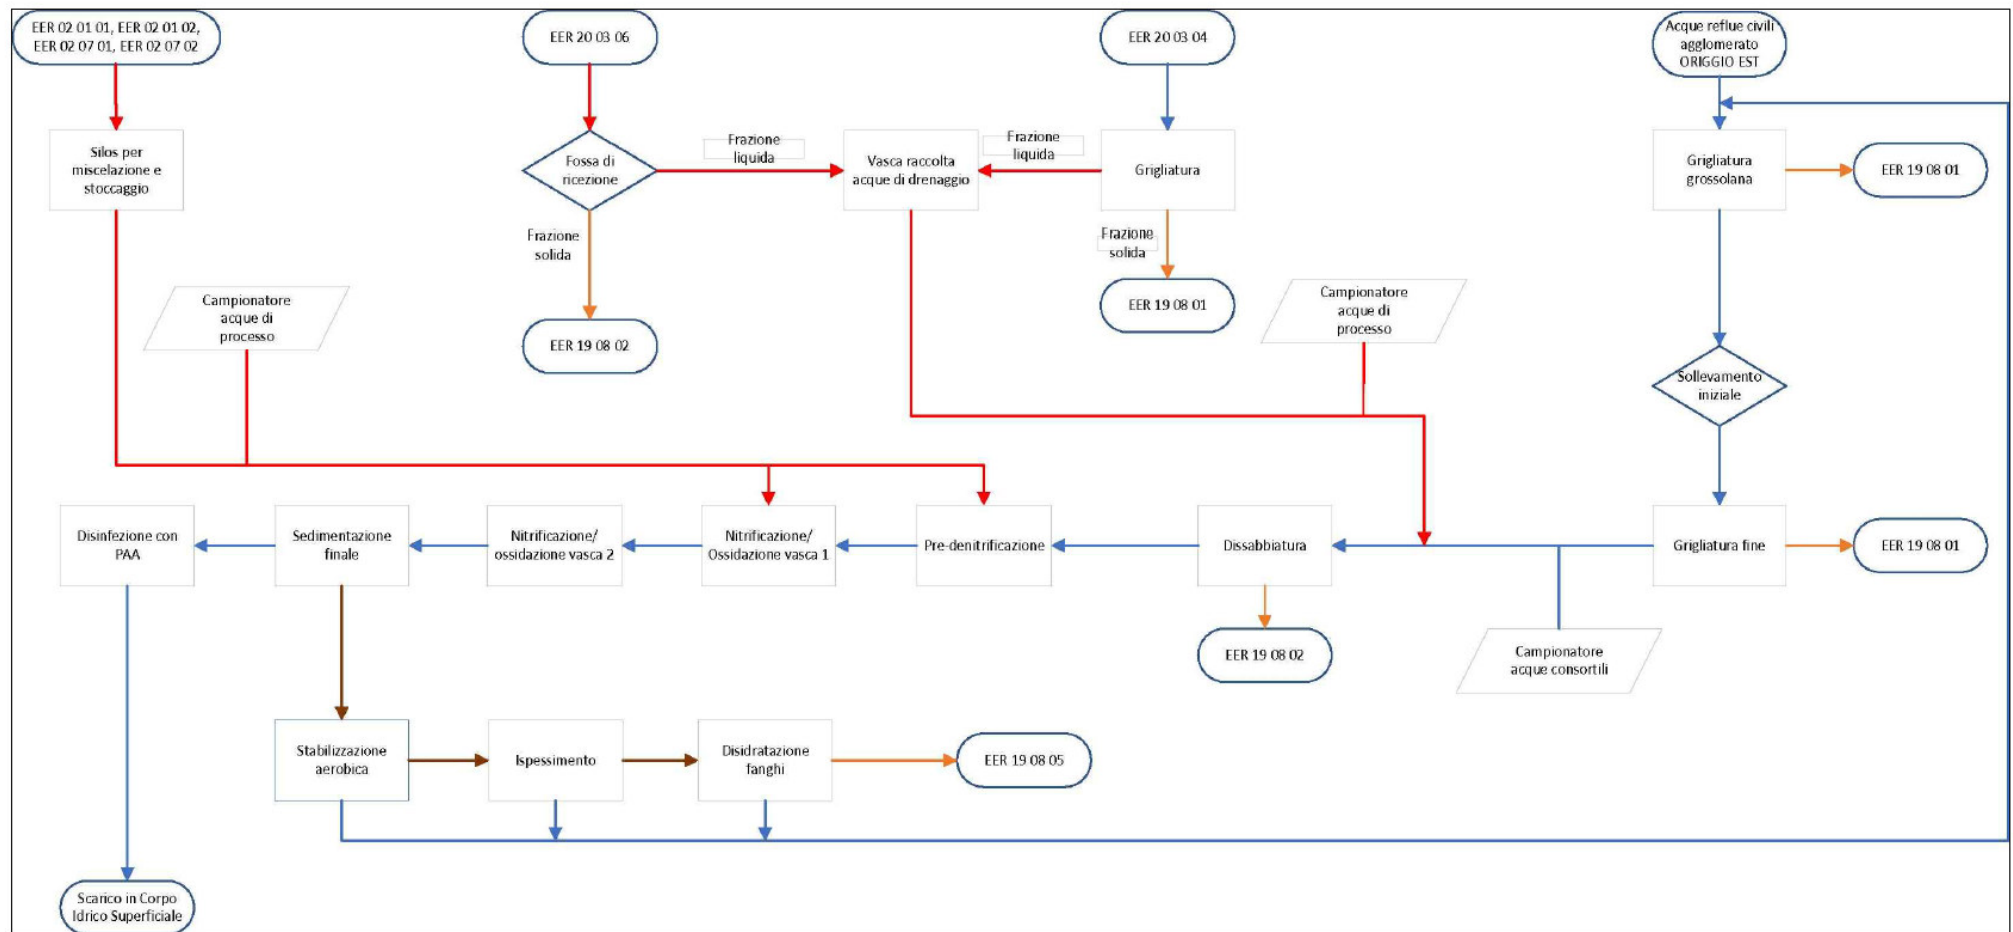 EER 02 01 01, EER 02 01 02,
EER 02 07 01, EER 02 07 02
EER 20 03 06
EER 20 03 04
Acque reflue civili
agglomerato
ORIGGIO EST
Silos per
miscelazione e
stoccaggio
Fossa di
ricezione
Frazione
liquida
Vasca raccolta
acque di drenaggio
Frazione
liquida
Grigliatura
Grigliatura
grossolana
EER 19 08 01
Frazione
solida
Frazione
solida
Campionatore
acque di
processo
EER 19 08 02
EER 19 08 01
Campionatore
acque di
processo
Sollevamento
iniziale
Disinfezione con
PAA
Sedimentazione
finale
Nitrificazione/
ossidazione vasca 2
Nitrificazione/
Ossidazione vasca 1
Pre-denitrificazione
Dissabbiatura
Grigliatura fine
EER 19 08 01
EER 19 08 02
Campionatore
acque consortili
Stabilizzazione
aerobica
Ispessimento
Disidratazione
fanghi
EER 19 08 05
Scarico in Corpo
Idrico Superficiale